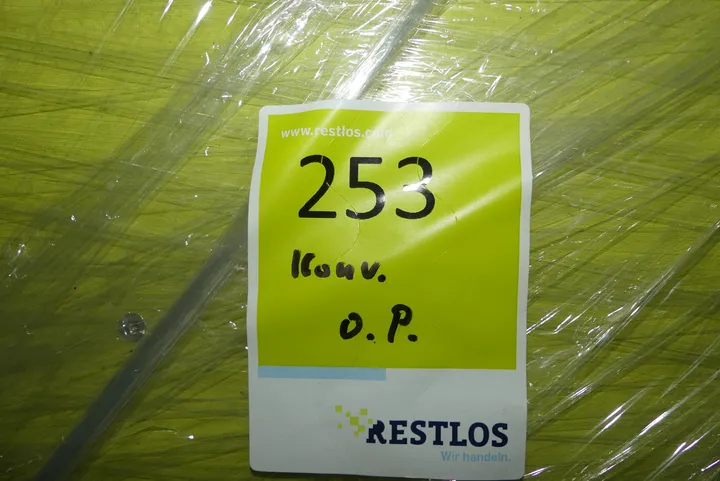 www.restlos.com
253
Konv.
o.P.
RESTLOS
Wir handeln.